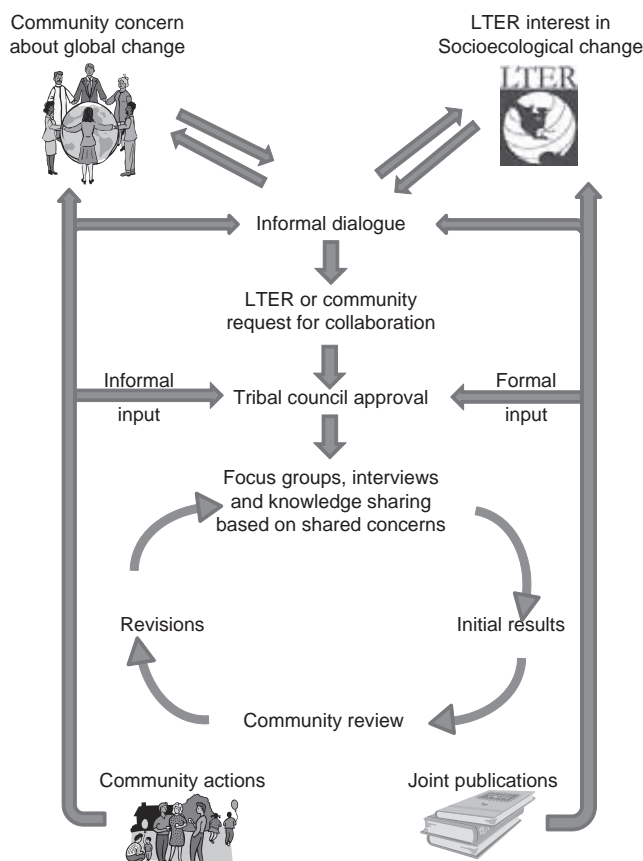 Community concern
about global change
LTER interest in
Socioecological change
LTER
Informal dialogue
LTER or community
request for collaboration
Informal
input
Tribal council approval
Formal
input
Focus groups, interviews
and knowledge sharing
based on shared concerns
Revisions
Initial results
Community review
Community actions
Joint publications